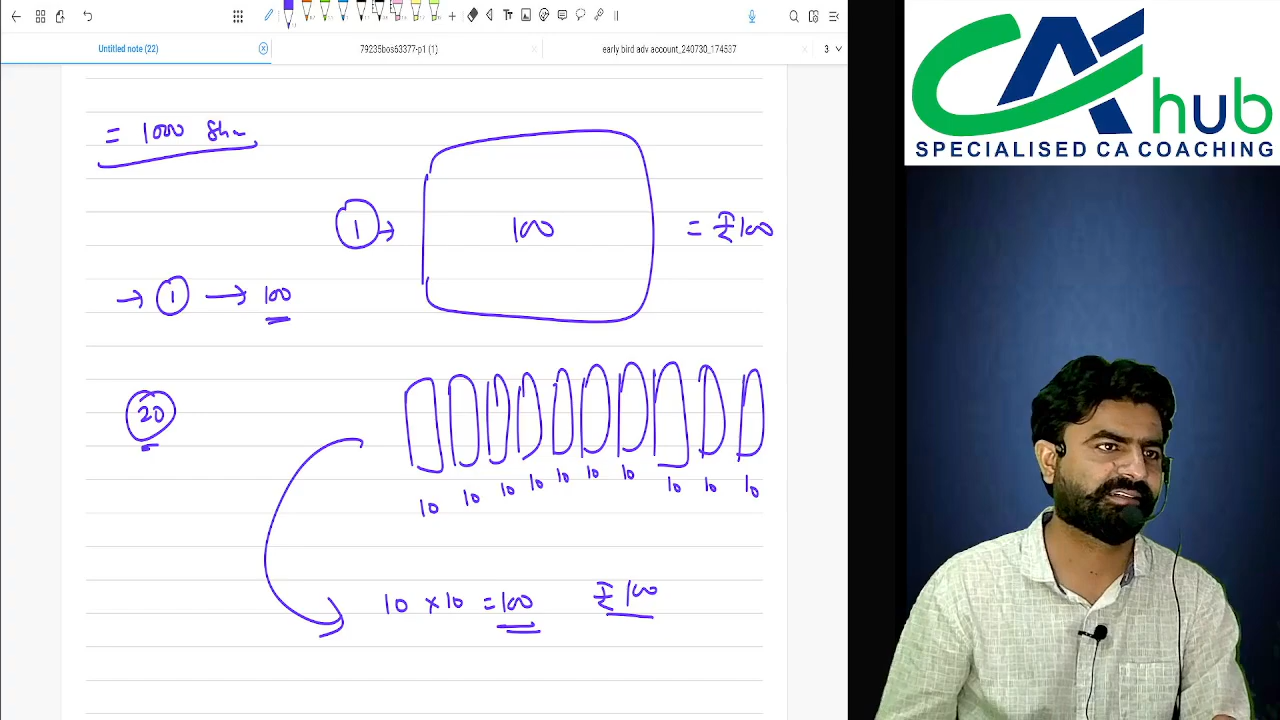 Untitled note (22)
79235bos63377-p1 (1)
early bird adv account_240730_174537
3
CA hub
SPECIALISED CA COACHING
= 1000 Sha
1 → 100 = ₹100
→ 1 → 100
20
10 10 10 10 10 10 10 10 10 10
10 × 10 = 100 ₹100